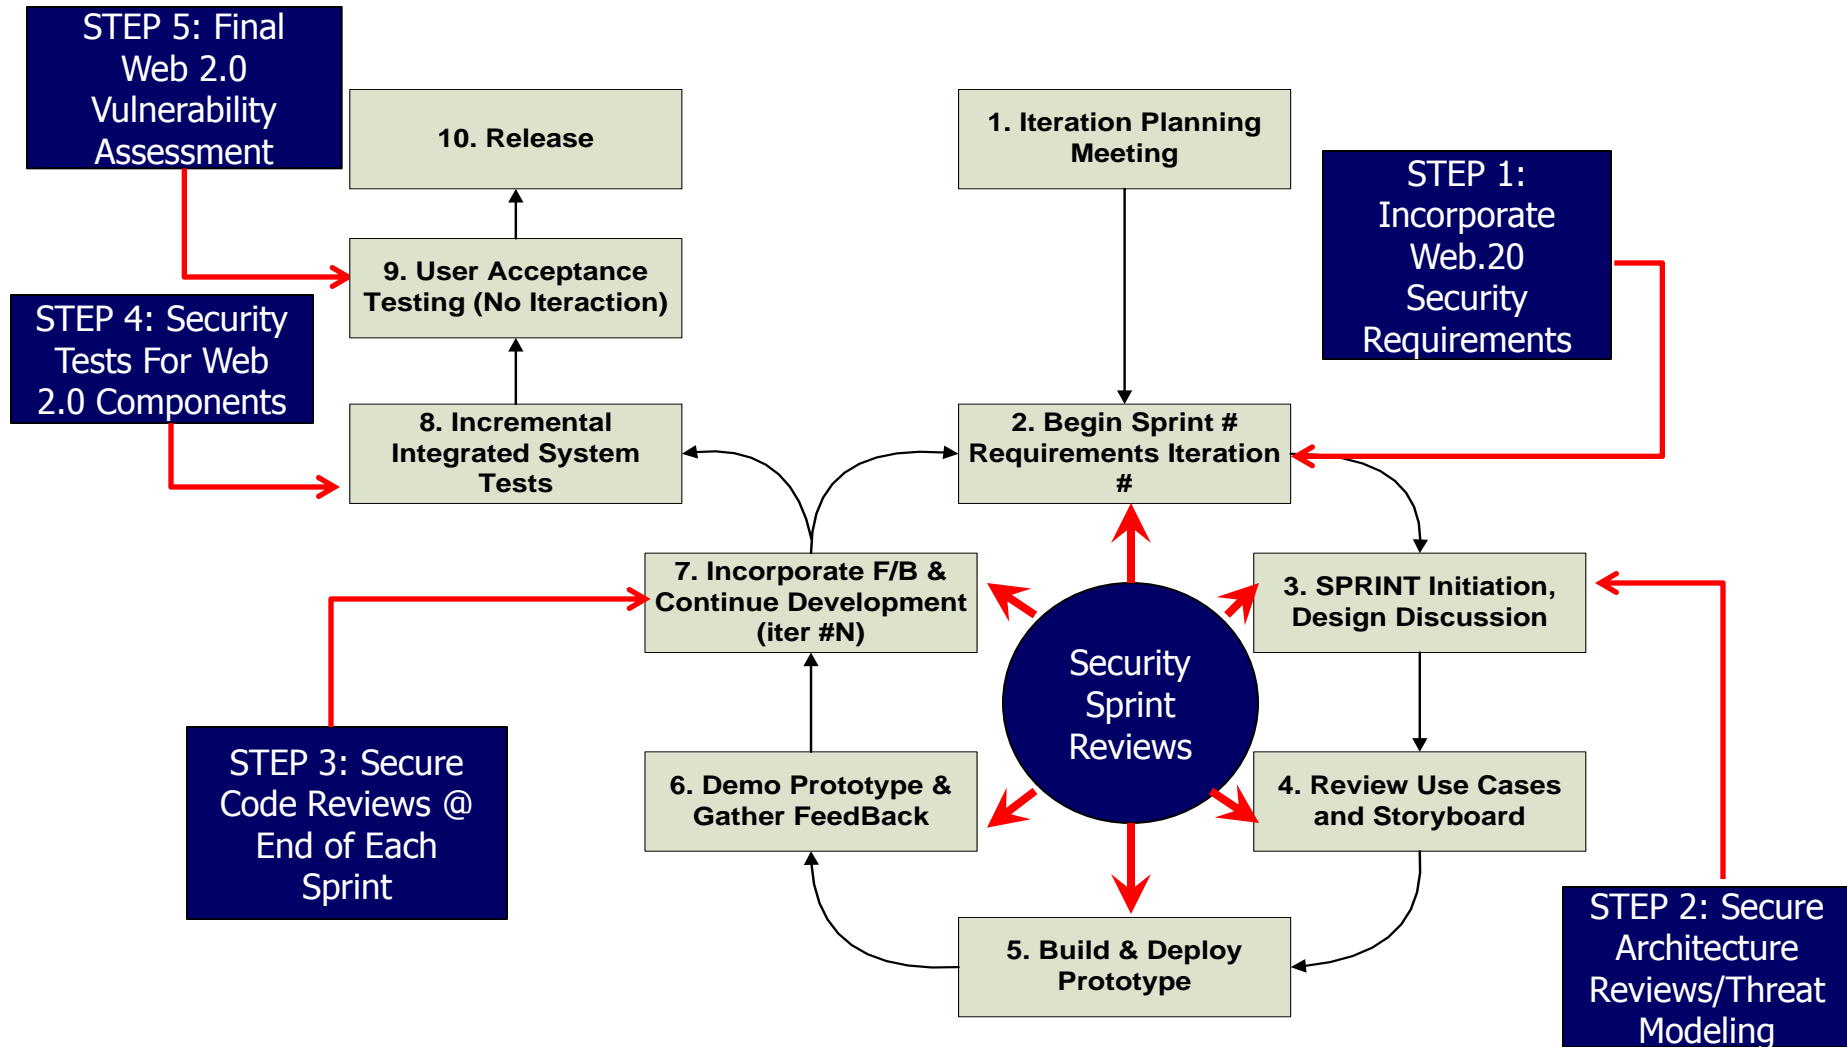 STEP 5: Final
Web 2.0
Vulnerability
Assessment
10. Release
1. Iteration Planning
Meeting
STEP 1:
Incorporate
Web.20
Security
Requirements
9. User Acceptance
Testing (No Iteraction)
STEP 4: Security
Tests For Web
2.0 Components
8. Incremental
Integrated System
Tests
2. Begin Sprint #
Requirements Iteration
#
7. Incorporate F/B &
Continue Development
(iter #N)
3. SPRINT Initiation,
Design Discussion
Security
Sprint
Reviews
STEP 3: Secure
Code Reviews @
End of Each
Sprint
6. Demo Prototype &
Gather FeedBack
4. Review Use Cases
and Storyboard
5. Build & Deploy
Prototype
STEP 2: Secure
Architecture
Reviews/Threat
Modeling